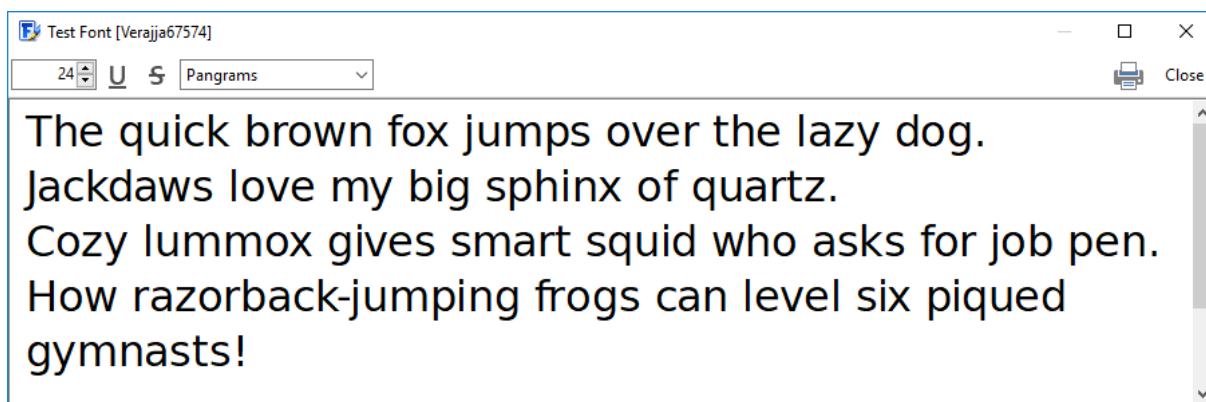 Test Font [Verajja67574]
24 U S Pangrams Close
The quick brown fox jumps over the lazy dog.
Jackdaws love my big sphinx of quartz.
Cozy lummox gives smart squid who asks for job pen.
How razorback-jumping frogs can level six piqued
gymnasts!